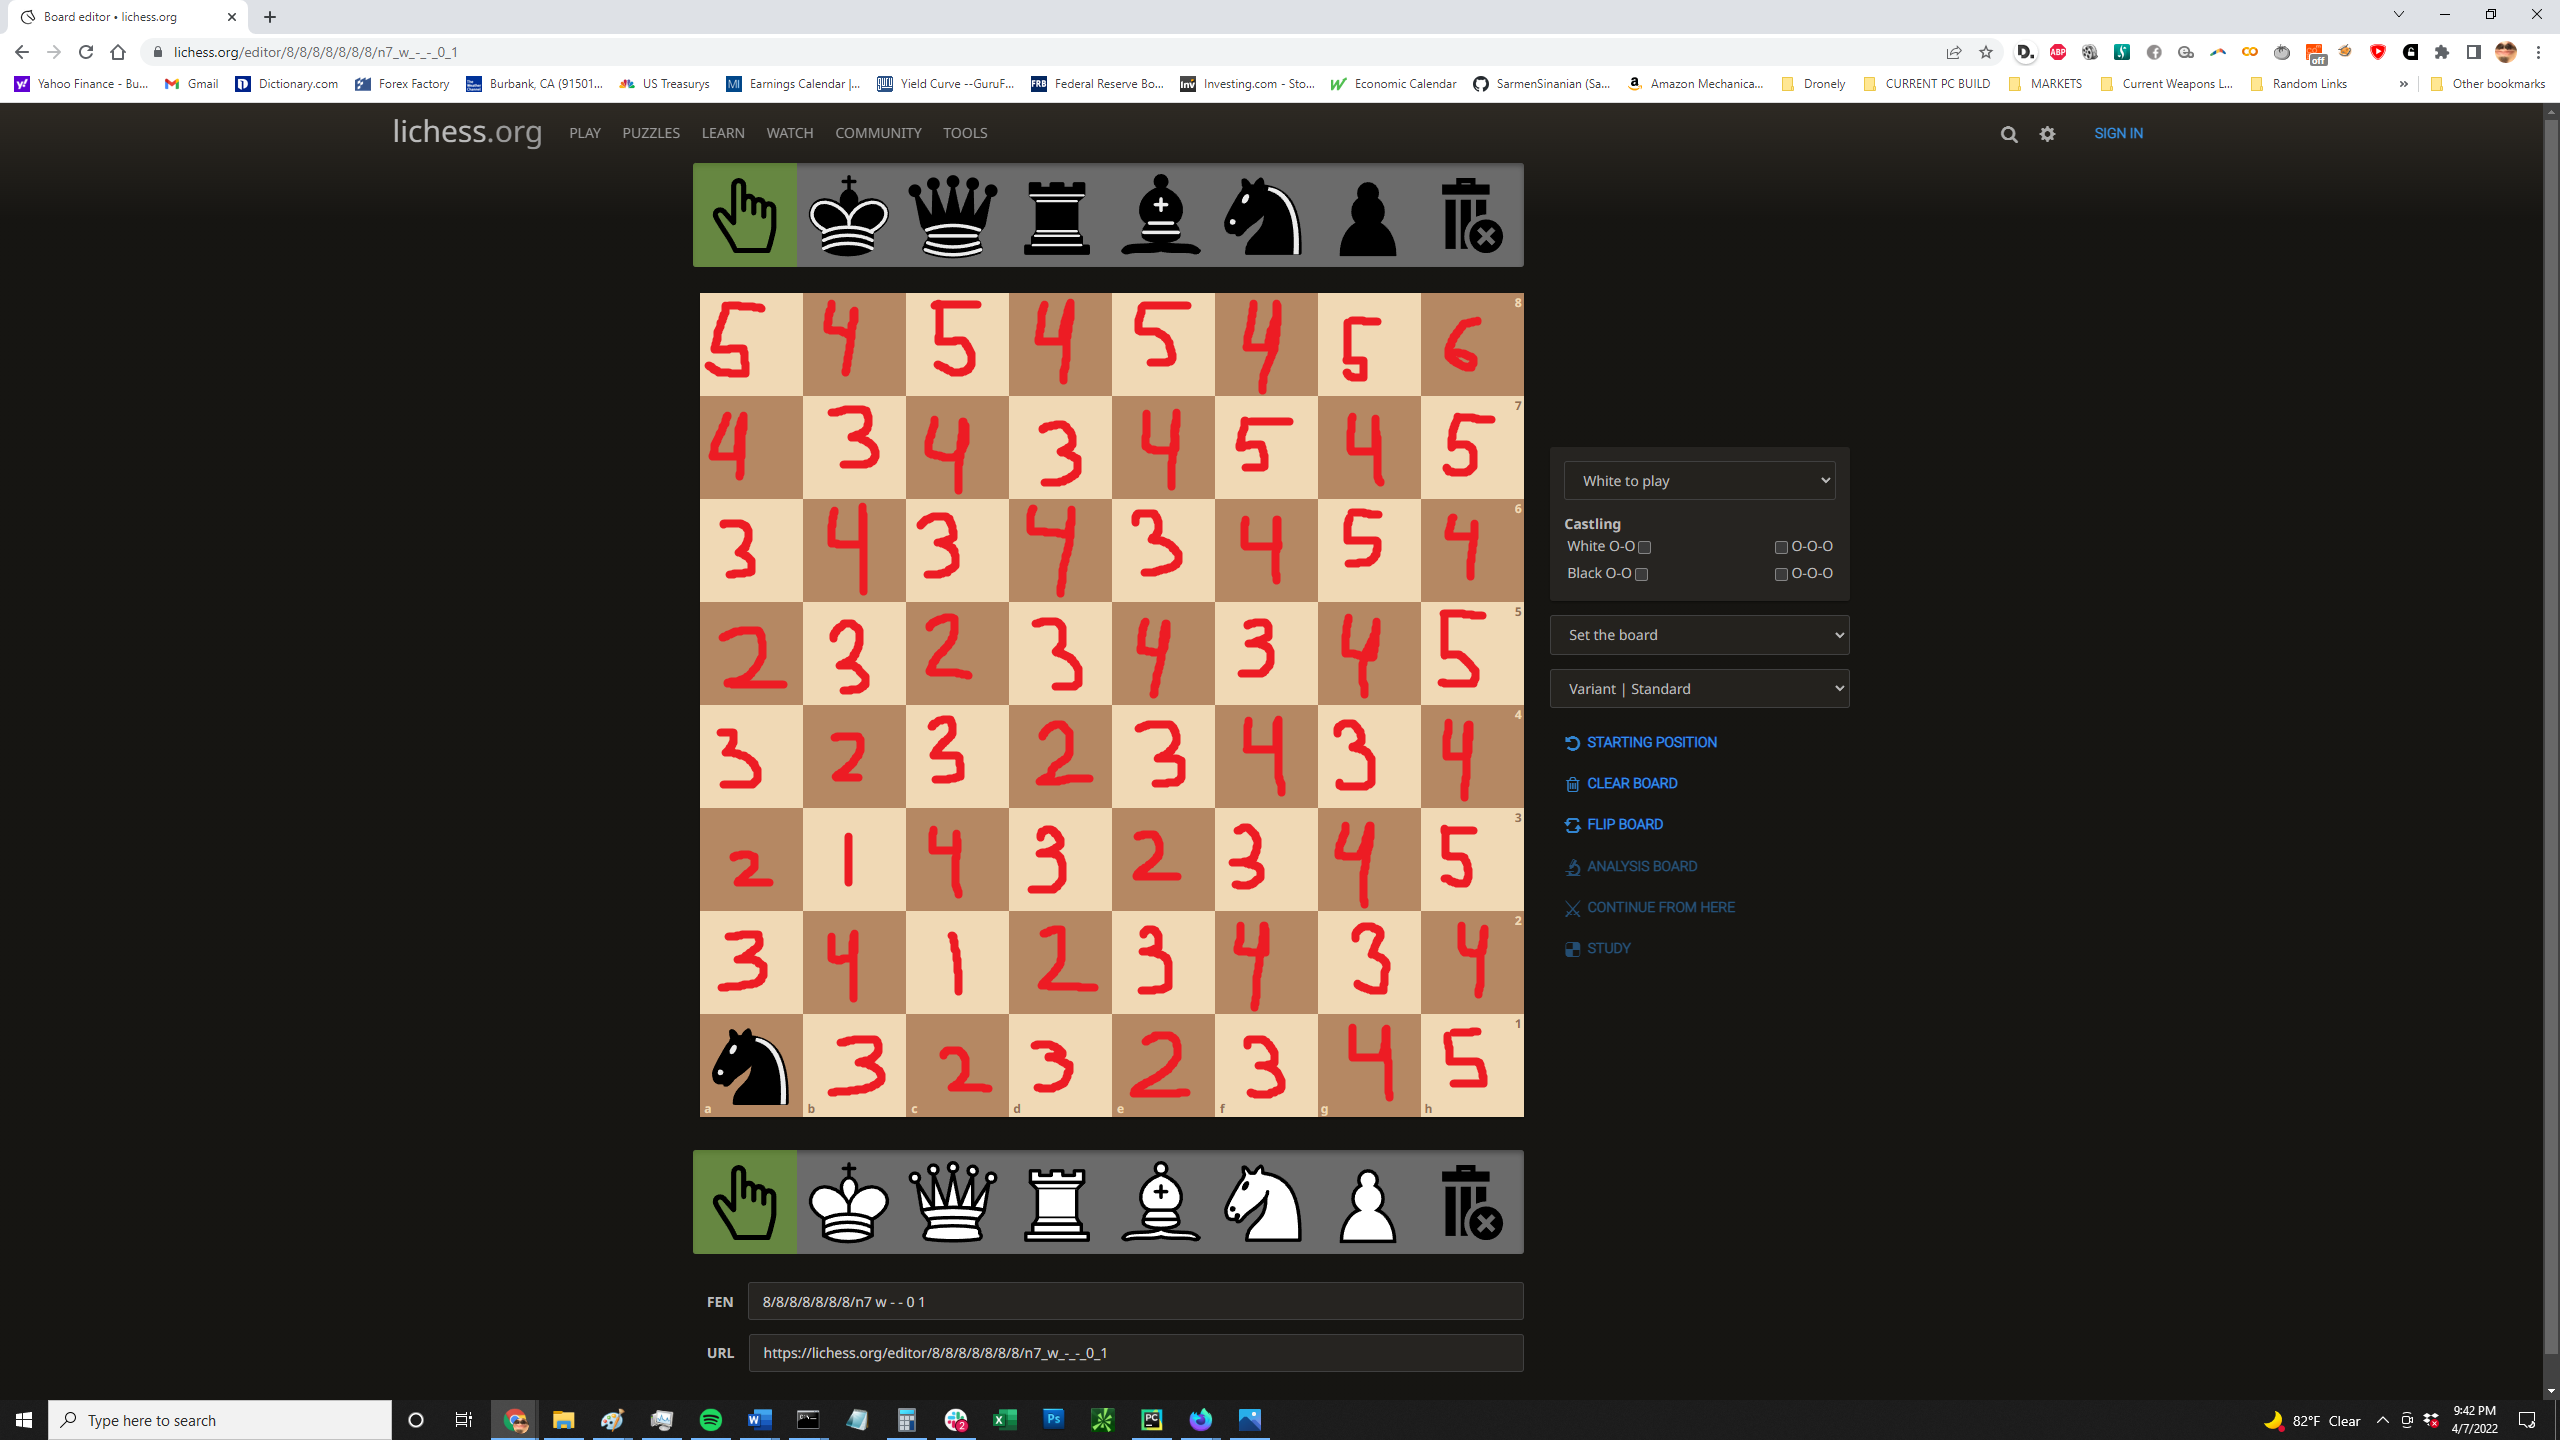 Board editor • lichess.org
lichess.org/editor/8/8/8/8/8/8/8/n7_w_-_-_0_1
ABP
off
Yahoo Finance - Bu... Gmail Dictionary.com Forex Factory Burbank, CA (91501... US Treasurys MI Earnings Calendar |... Yield Curve --GuruF... FRB Federal Reserve Bo... Inv Investing.com - Sto... Economic Calendar SarmenSinanian (Sa... Amazon Mechanica... Dronely CURRENT PC BUILD MARKETS Current Weapons L... Random Links » Other bookmarks
lichess.org PLAY PUZZLES LEARN WATCH COMMUNITY TOOLS SIGN IN
5 4 5 4 5 4 5 6 8
4 3 4 3 4 5 4 5 7
3 4 3 4 3 4 5 4 6
2 3 2 3 4 3 4 5 5
3 2 3 2 3 4 3 4 4
2 1 4 3 2 3 4 5 3
3 4 1 2 3 4 3 4 2
3 2 3 2 3 4 5 1
a b c d e f g h
White to play
Castling
White O-O O-O-O
Black O-O O-O-O
Set the board
Variant | Standard
STARTING POSITION
CLEAR BOARD
FLIP BOARD
ANALYSIS BOARD
CONTINUE FROM HERE
STUDY
FEN 8/8/8/8/8/8/8/n7 w - - 0 1
URL https://lichess.org/editor/8/8/8/8/8/8/8/n7_w_-_-_0_1
Type here to search
2
Ps
PC
82°F Clear
9:42 PM
4/7/2022